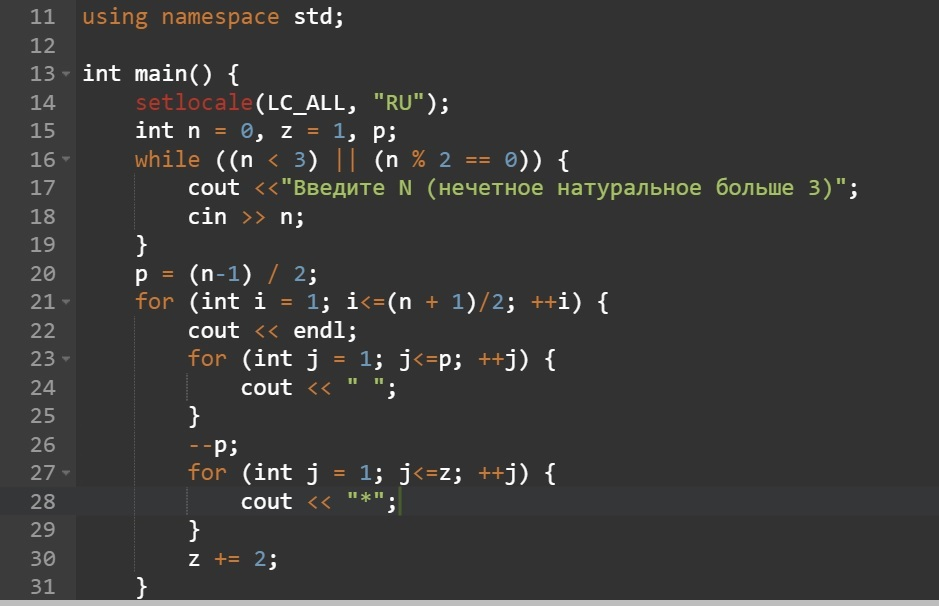 11 using namespace std;
12
13 int main() {
14 setlocale(LC_ALL, "RU");
15 int n = 0, z = 1, p;
16 while ((n < 3) || (n % 2 == 0)) {
17 cout <<"Введите N (нечетное натуральное больше 3)";
18 cin >> n;
19 }
20 p = (n-1) / 2;
21 for (int i = 1; i<=(n + 1)/2; ++i) {
22 cout << endl;
23 for (int j = 1; j<=p; ++j) {
24 cout << " ";
25 }
26 --p;
27 for (int j = 1; j<=z; ++j) {
28 cout << "*";
29 }
30 z += 2;
31 }